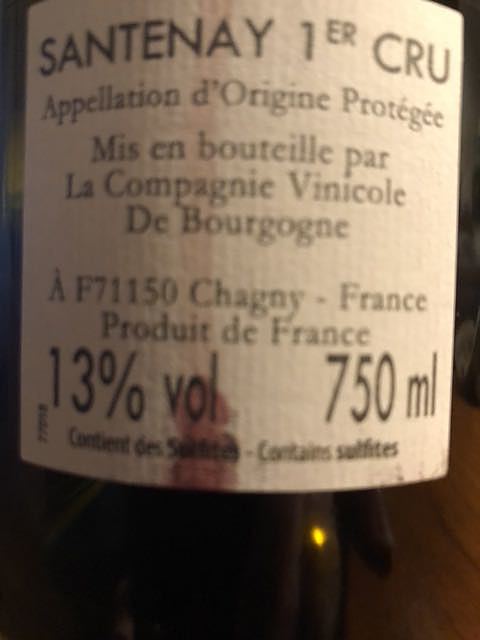 SANTENAY 1ER CRU
Appellation d'Origine Protégée
Mis en bouteille par
La Compagnie Vinicole
De Bourgogne
À F71150 Chagny - France
Produit de France
13% vol 750 ml
Contient des Sulfites - Contains sulfites